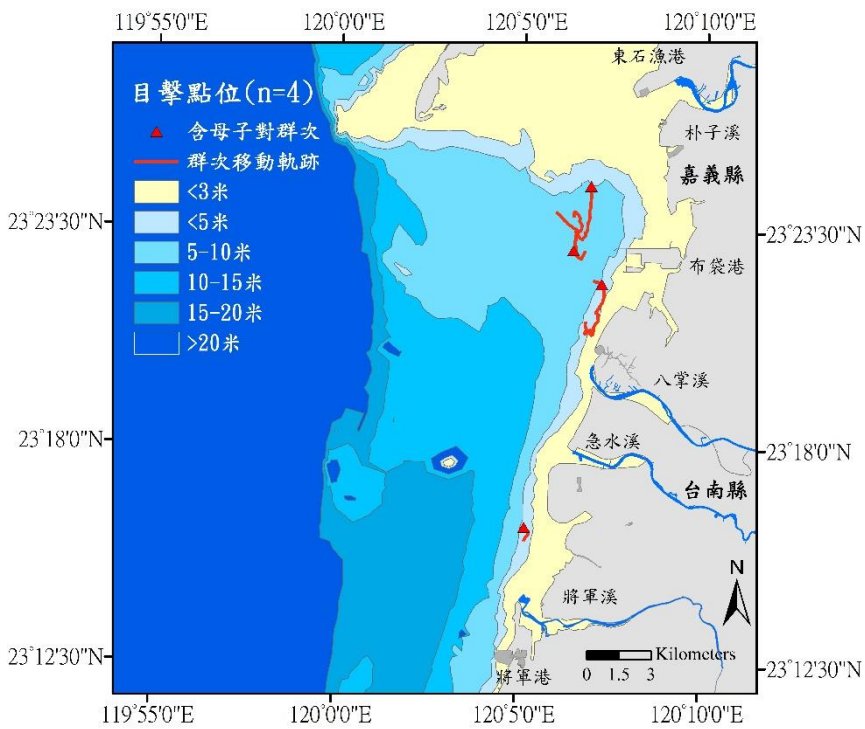 119°55'0"E 120°0'0"E 120°5'0"E 120°10'0"E
東石漁港
目擊點位(n=4)
含母子對群次
群次移動軌跡
<3米
<5米
5-10米
10-15米
15-20米
>20米
朴子溪
嘉義縣
23°23'30"N 23°23'30"N
布袋港
八掌溪
23°18'0"N 23°18'0"N
急水溪
台南縣
N
將軍溪
Kilometers
0 1.5 3
23°12'30"N 23°12'30"N
將軍港
119°55'0"E 120°0'0"E 120°5'0"E 120°10'0"E